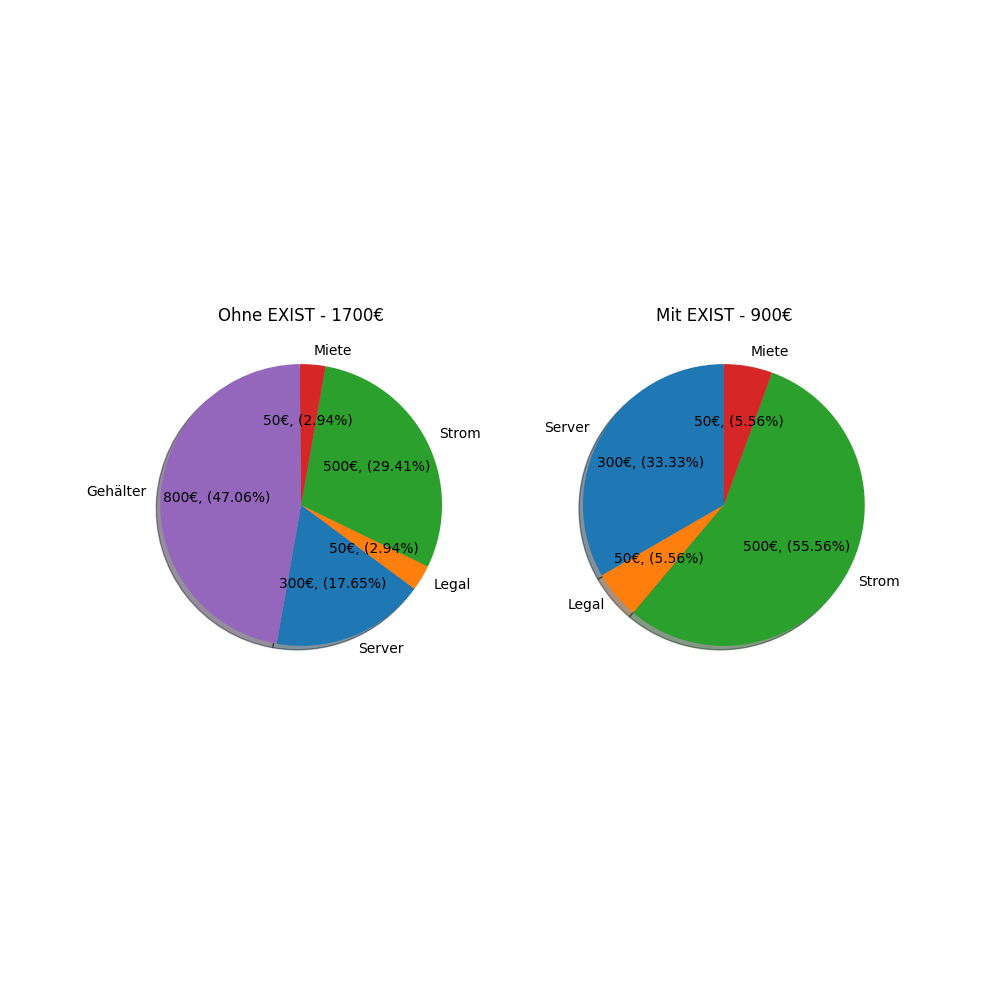 Ohne EXIST - 1700€
Miete
50€, (2.94%)
Strom
500€, (29.41%)
Gehälter
800€, (47.06%)
50€, (2.94%)
Legal
300€, (17.65%)
Server
Mit EXIST - 900€
Miete
50€, (5.56%)
Server
300€, (33.33%)
500€, (55.56%)
50€, (5.56%)
Strom
Legal